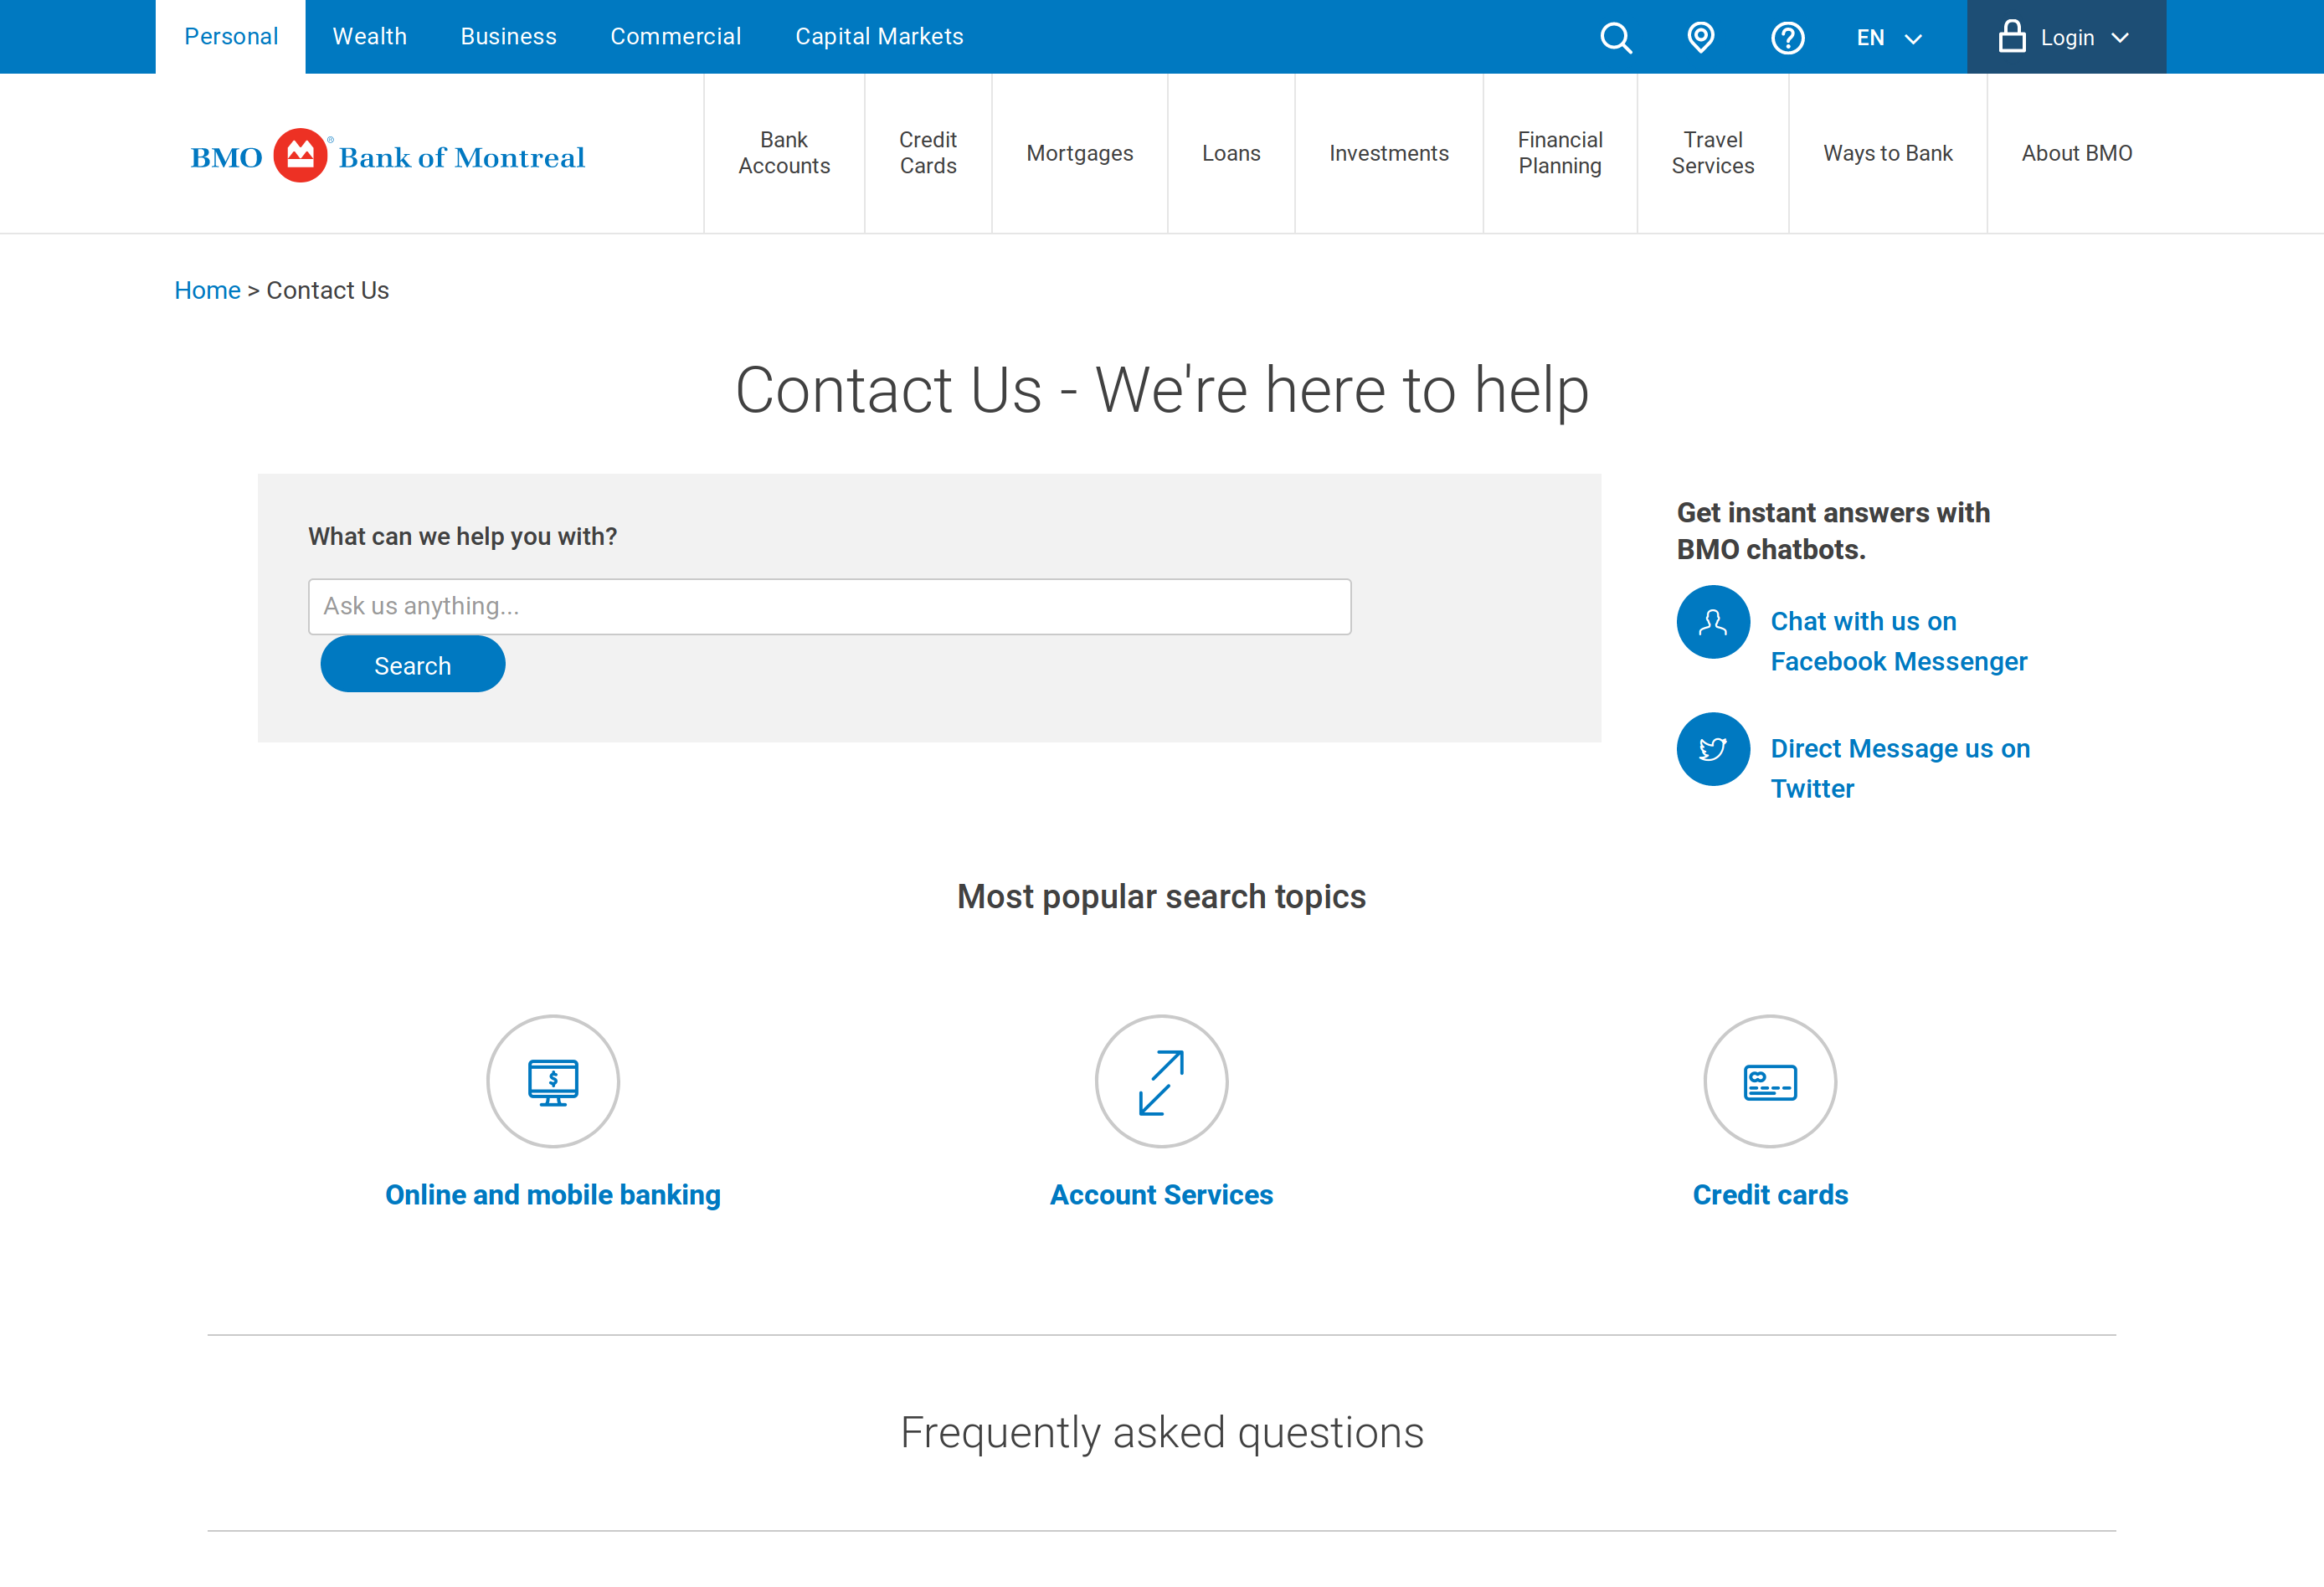 Personal Wealth Business Commercial Capital Markets EN Login
BMO ® Bank of Montreal
Bank
Accounts
Credit
Cards
Mortgages
Loans
Investments
Financial
Planning
Travel
Services
Ways to Bank
About BMO
Home > Contact Us
Contact Us - We're here to help
What can we help you with?
Ask us anything...
Search
Get instant answers with
BMO chatbots.
Chat with us on
Facebook Messenger
Direct Message us on
Twitter
Most popular search topics
$
Online and mobile banking
Account Services
Credit cards
Frequently asked questions